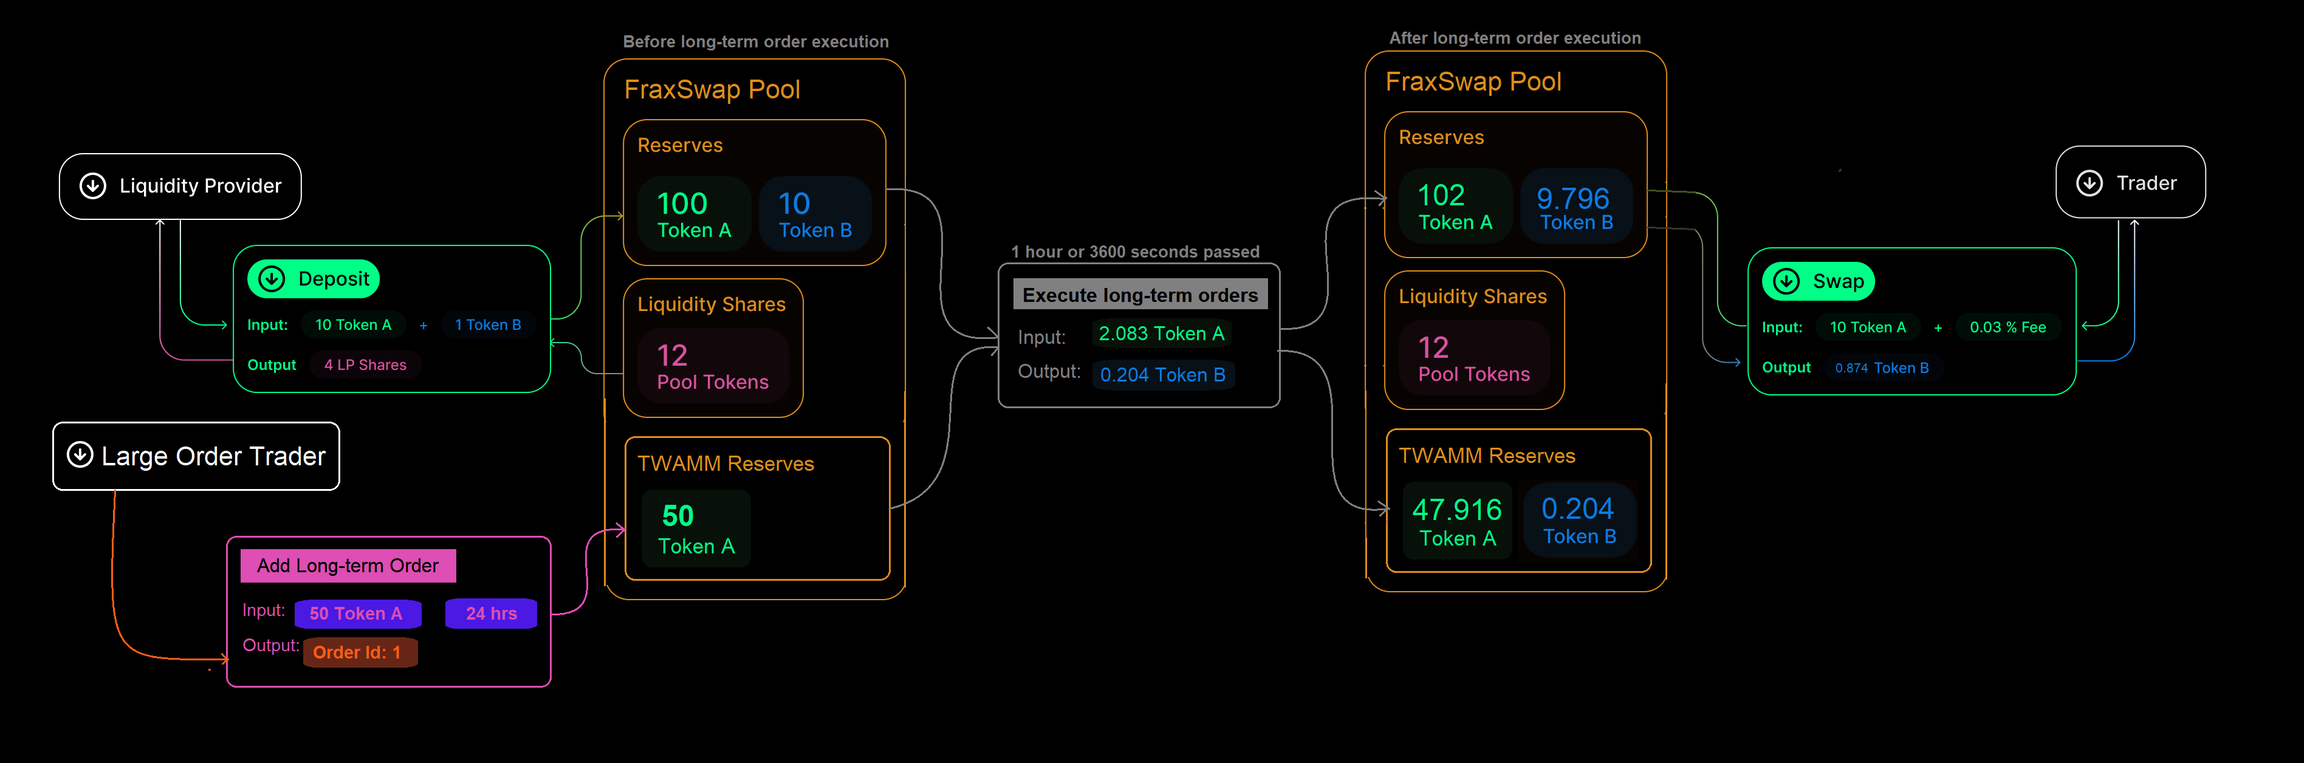 Before long-term order execution
FraxSwap Pool
Reserves
100
Token A
10
Token B
Liquidity Shares
12
Pool Tokens
TWAMM Reserves
50
Token A
Liquidity Provider
Deposit
Input: 10 Token A + 1 Token B
Output 4 LP Shares
Large Order Trader
Add Long-term Order
Input: 50 Token A 24 hrs
Output: Order Id: 1
1 hour or 3600 seconds passed
Execute long-term orders
Input: 2.083 Token A
Output: 0.204 Token B
After long-term order execution
FraxSwap Pool
Reserves
102
Token A
9.796
Token B
Liquidity Shares
12
Pool Tokens
TWAMM Reserves
47.916
Token A
0.204
Token B
Trader
Swap
Input: 10 Token A + 0.03 % Fee
Output 0.874 Token B